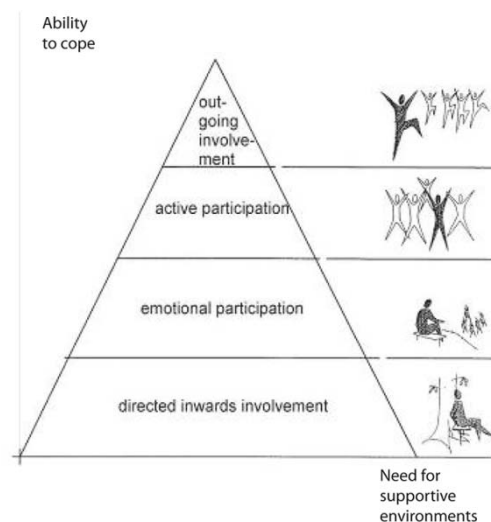 Ability
to cope
out-
going
involve-
ment
active participation
emotional participation
directed inwards involvement
Need for
supportive
environments